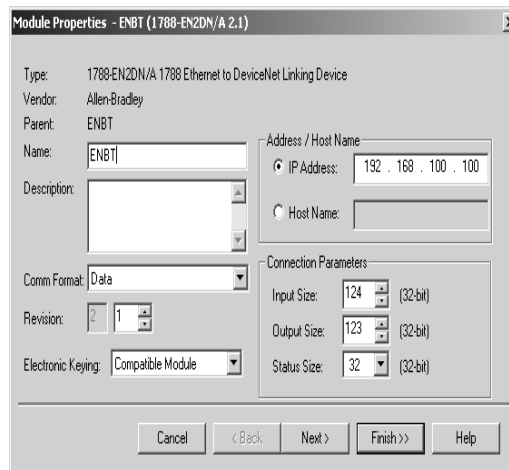 Module Properties - ENBT (1788-EN2DN/A 2.1)
Type: 1788-EN2DN/A 1788 Ethernet to DeviceNet Linking Device
Vendor: Allen-Bradley
Parent: ENBT
Name: ENBT
Description:
Comm Format: Data
Revision: 2 1
Electronic Keying: Compatible Module
Address / Host Name
IP Address: 192 . 168 . 100 . 100
Host Name:
Connection Parameters
Input Size: 124 (32-bit)
Output Size: 123 (32-bit)
Status Size: 32 (32-bit)
Cancel < Back Next > Finish >> Help